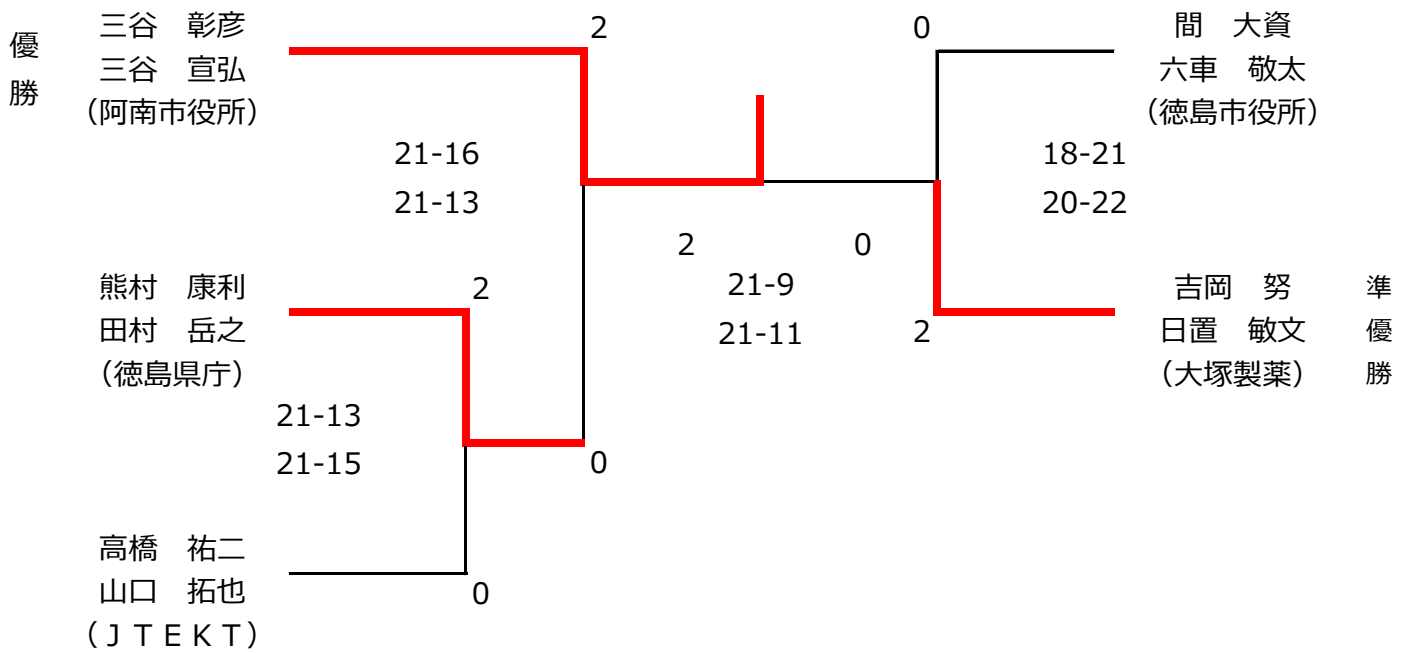 優
勝
三谷　彰彦
三谷　宣弘
（阿南市役所）
2
0
間　大資
六車　敬太
（徳島市役所）
21-16
21-13
18-21
20-22
2
0
21-9
21-11
熊村　康利
田村　岳之
（徳島県庁）
2
2
吉岡　努
日置　敏文
（大塚製薬）
準
優
勝
21-13
21-15
0
高橋　祐二
山口　拓也
（ＪＴＥＫＴ）
0